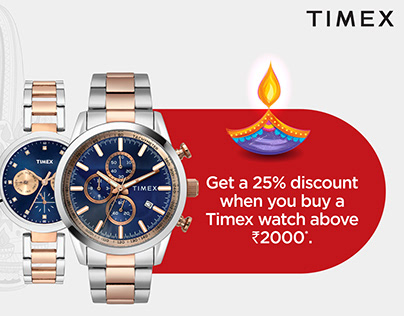 TIMEX
TIMEX
TIMEX
Get a 25% discount
when you buy a
Timex watch above
₹2000*.